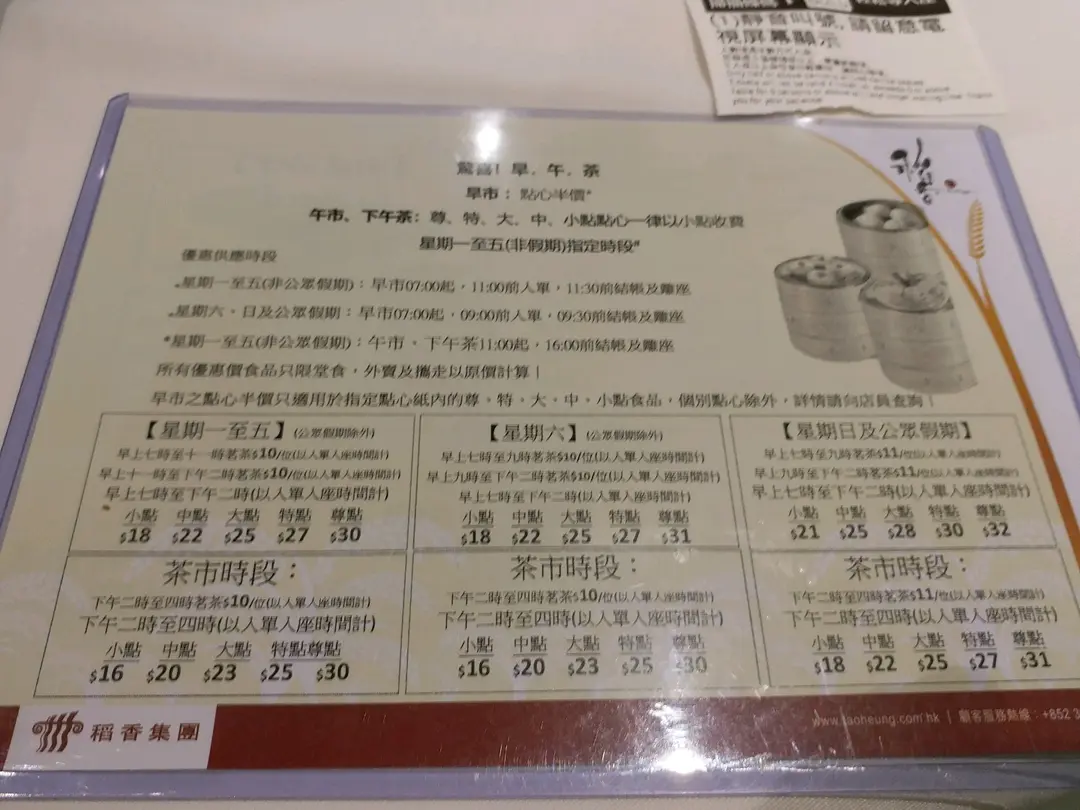 (1)靜音叫號,請留意電
視屏幕顯示
驚喜! 早. 午. 茶
早市: 點心半價*
午市、下午茶: 尊、特、大、中、小點點心一律以小點收費
星期一至五(非假期)指定時段#
優惠供應時段
星期一至五(非公眾假期): 早市07:00起, 11:00前入單, 11:30前結帳及離座
星期六、日及公眾假期: 早市07:00起, 09:00前入單, 09:30前結帳及離座
*星期一至五(非公眾假期): 午市、下午茶11:00起, 16:00前結帳及離座
所有優惠價食品只限堂食, 外賣及攜走以原價計算!
早市之點心半價只適用於指定點心紙內的尊、特、大、中、小點食品, 個別點心除外, 詳情請向店員查詢!
【星期一至五】(公眾假期除外)
早上七時至十一時茗茶$10/位(以入單入座時間計)
早上十一時至下午二時茗茶$10/位(以入單入座時間計)
早上七時至下午二時(以入單入座時間計)
小點 中點 大點 特點 尊點
$18 $22 $25 $27 $30
【星期六】(公眾假期除外)
早上七時至九時茗茶$10/位(以入單入座時間計)
早上九時至下午二時茗茶$10/位(以入單入座時間計)
早上七時至下午二時(以入單入座時間計)
小點 中點 大點 特點 尊點
$18 $22 $25 $27 $31
【星期日及公眾假期】
早上七時至九時茗茶$11/位(以入單入座時間計)
早上九時至下午二時茗茶$11/位(以入單入座時間計)
早上七時至下午二時(以入單入座時間計)
小點 中點 大點 特點 尊點
$21 $25 $28 $30 $32
茶市時段:
下午二時至四時茗茶$10/位(以入單入座時間計)
下午二時至四時(以入單入座時間計)
小點 中點 大點 特點尊點
$16 $20 $23 $25 $30
茶市時段:
下午二時至四時茗茶$10/位(以入單入座時間計)
下午二時至四時(以入單入座時間計)
小點 中點 大點 特點 尊點
$16 $20 $23 $25 $30
茶市時段:
下午二時至四時茗茶$11/位(以入單入座時間計)
下午二時至四時(以入單入座時間計)
小點 中點 大點 特點 尊點
$18 $22 $25 $27 $31
稻香集團
www.taoheung.com.hk | 顧客服務熱線: +852 3